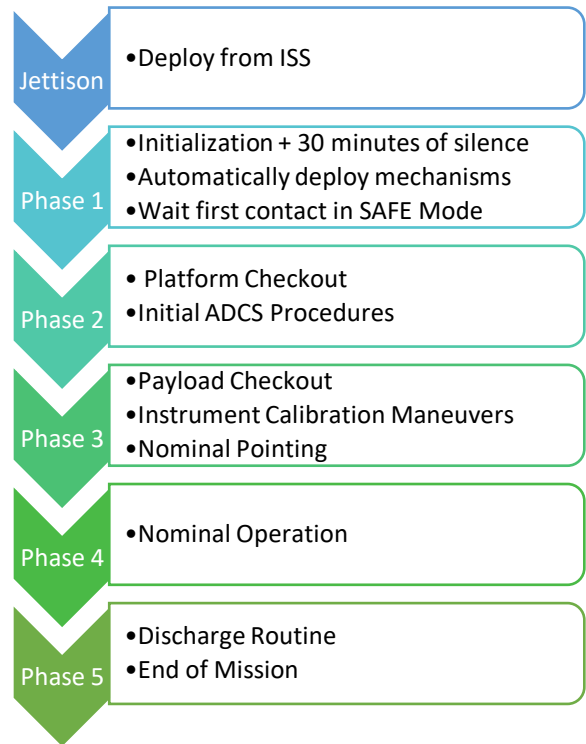 Jettison
•Deploy from ISS
Phase 1
•Initialization + 30 minutes of silence
•Automatically deploy mechanisms
•Wait first contact in SAFE Mode
Phase 2
• Platform Checkout
•Initial ADCS Procedures
Phase 3
•Payload Checkout
•Instrument Calibration Maneuvers
•Nominal Pointing
Phase 4
•Nominal Operation
Phase 5
•Discharge Routine
•End of Mission